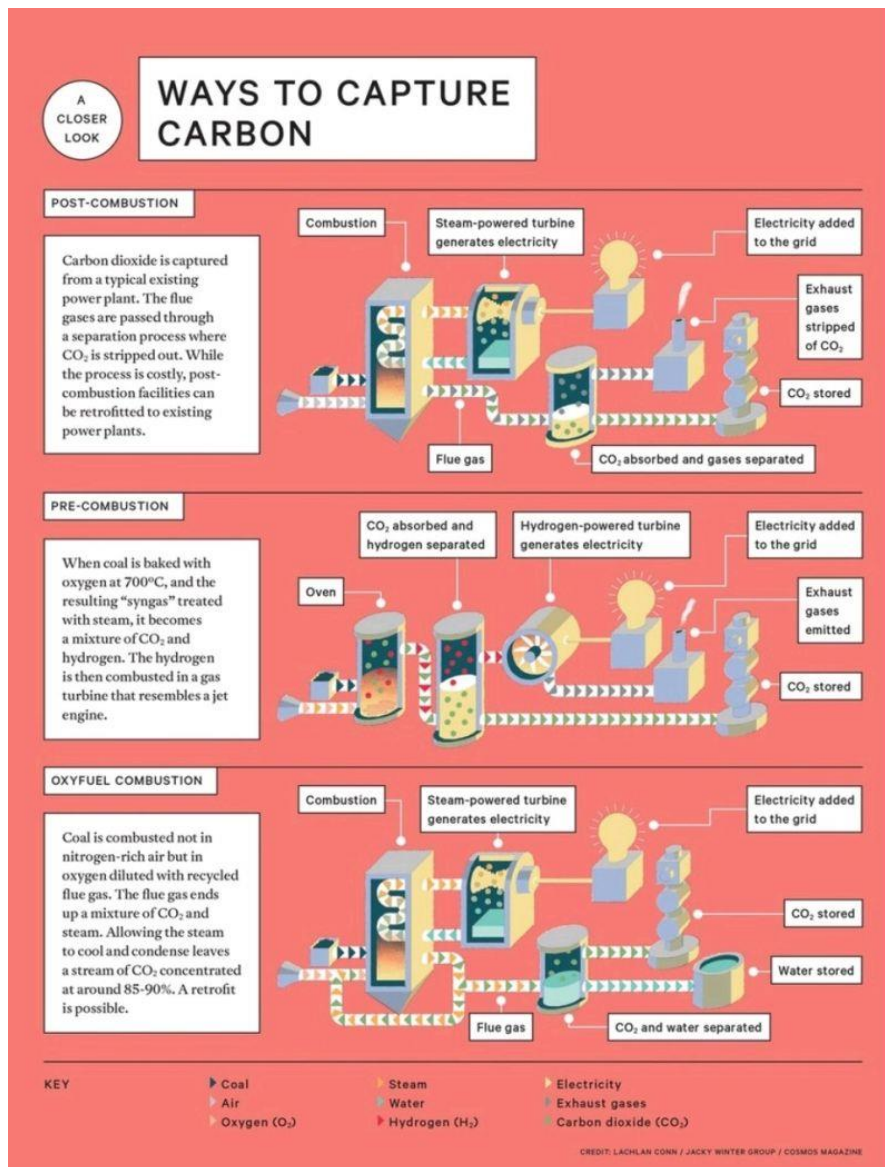 A
CLOSER
LOOK
WAYS TO CAPTURE
CARBON
POST-COMBUSTION
Carbon dioxide is captured
from a typical existing
power plant. The flue
gases are passed through
a separation process where
CO₂ is stripped out. While
the process is costly, post-
combustion facilities can
be retrofitted to existing
power plants.
Combustion
Steam-powered turbine
generates electricity
Electricity added
to the grid
Exhaust
gases
stripped
of CO₂
CO₂ stored
Flue gas
CO₂ absorbed and gases separated
PRE-COMBUSTION
When coal is baked with
oxygen at 700°C, and the
resulting “syngas” treated
with steam, it becomes
a mixture of CO₂ and
hydrogen. The hydrogen
is then combusted in a gas
turbine that resembles a jet
engine.
Oven
CO₂ absorbed and
hydrogen separated
Hydrogen-powered turbine
generates electricity
Electricity added
to the grid
Exhaust
gases
emitted
CO₂ stored
OXYFUEL COMBUSTION
Coal is combusted not in
nitrogen-rich air but in
oxygen diluted with recycled
flue gas. The flue gas ends
up a mixture of CO₂ and
steam. Allowing the steam
to cool and condense leaves
a stream of CO₂ concentrated
at around 85-90%. A retrofit
is possible.
Combustion
Steam-powered turbine
generates electricity
Electricity added
to the grid
CO₂ stored
Water stored
Flue gas
CO₂ and water separated
KEY
Coal
Air
Oxygen (O₂)
Steam
Water
Hydrogen (H₂)
Electricity
Exhaust gases
Carbon dioxide (CO₂)
CREDIT: LACHLAN CONN / JACKY WINTER GROUP / COSMOS MAGAZINE